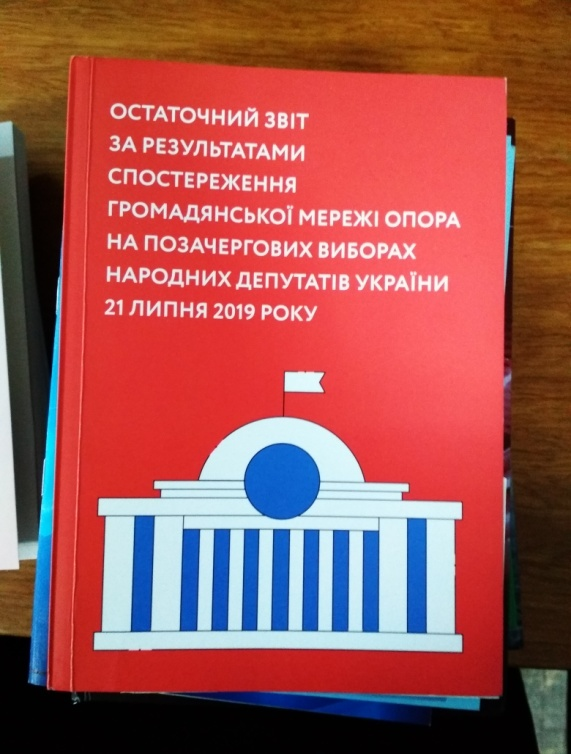 ОСТАТОЧНИЙ ЗВІТ
ЗА РЕЗУЛЬТАТАМИ
СПОСТЕРЕЖЕННЯ
ГРОМАДЯНСЬКОЇ МЕРЕЖІ ОПОРА
НА ПОЗАЧЕРГОВИХ ВИБОРАХ
НАРОДНИХ ДЕПУТАТІВ УКРАЇНИ
21 ЛИПНЯ 2019 РОКУ